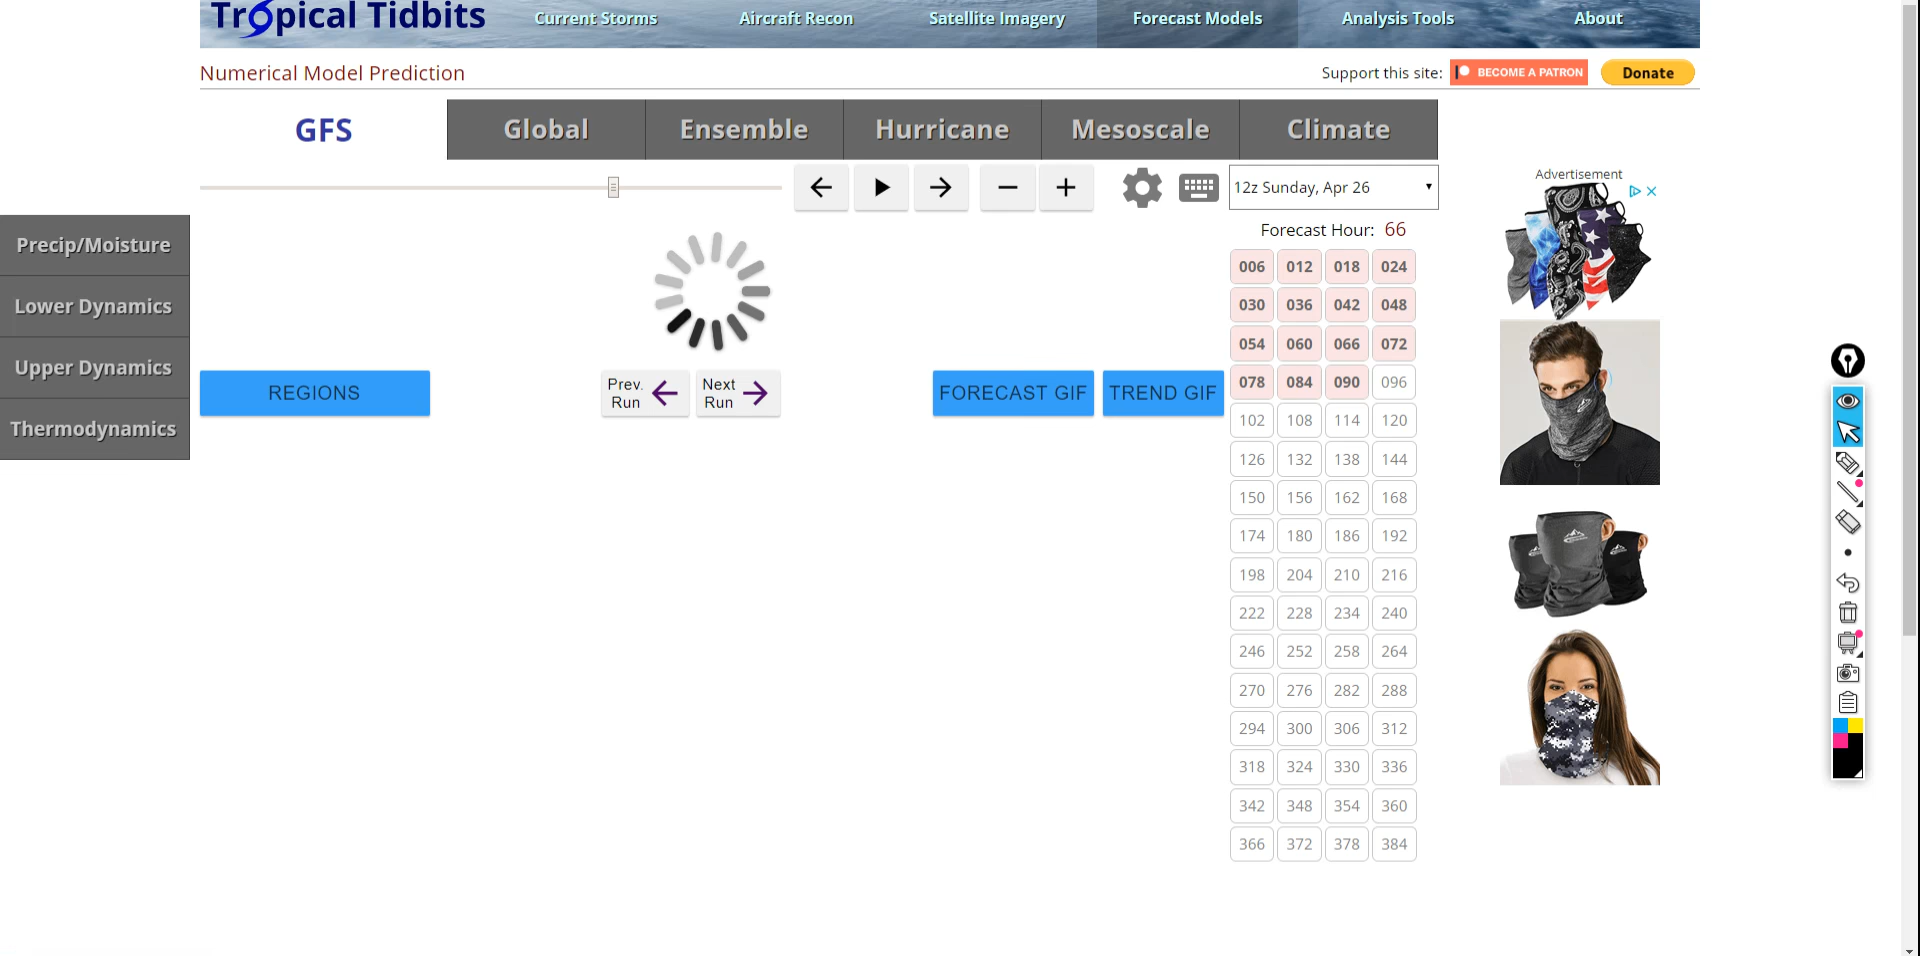 Tropical Tidbits
Current Storms
Aircraft Recon
Satellite Imagery
Forecast Models
Analysis Tools
About
Numerical Model Prediction
Support this site:
BECOME A PATRON
Donate
GFS
Global
Ensemble
Hurricane
Mesoscale
Climate
12z Sunday, Apr 26
Advertisement
Precip/Moisture
Lower Dynamics
Upper Dynamics
Thermodynamics
REGIONS
Prev.
Run
Next
Run
FORECAST GIF
TREND GIF
Forecast Hour: 66
006 012 018 024
030 036 042 048
054 060 066 072
078 084 090 096
102 108 114 120
126 132 138 144
150 156 162 168
174 180 186 192
198 204 210 216
222 228 234 240
246 252 258 264
270 276 282 288
294 300 306 312
318 324 330 336
342 348 354 360
366 372 378 384